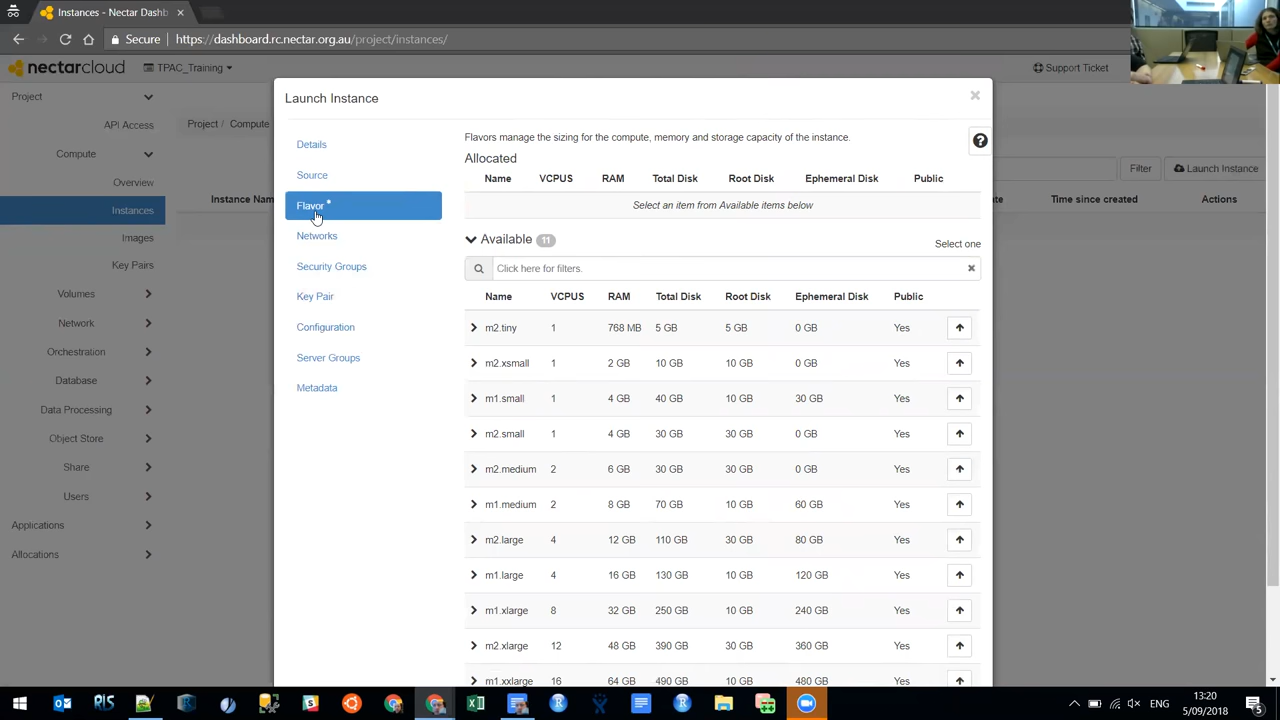 Instances - Nectar Dashb
Secure
https://dashboard.rc.nectar.org.au/project/instances/
nectarcloud
TPAC_Training
Support Ticket
Project
API Access
Compute
Overview
Instances
Images
Key Pairs
Volumes
Network
Orchestration
Database
Data Processing
Object Store
Share
Users
Applications
Allocations
Project / Compute
Instance Nam
Filter
Launch Instance
te
Time since created
Actions
Launch Instance
Details
Source
Flavor *
Networks
Security Groups
Key Pair
Configuration
Server Groups
Metadata
Flavors manage the sizing for the compute, memory and storage capacity of the instance.
Allocated
Name VCPUS RAM Total Disk Root Disk Ephemeral Disk Public
Select an item from Available items below
Available 11
Select one
Click here for filters.
Name VCPUS RAM Total Disk Root Disk Ephemeral Disk Public
m2.tiny 1 768 MB 5 GB 5 GB 0 GB Yes
m2.xsmall 1 2 GB 10 GB 10 GB 0 GB Yes
m1.small 1 4 GB 40 GB 10 GB 30 GB Yes
m2.small 1 4 GB 30 GB 30 GB 0 GB Yes
m2.medium 2 6 GB 30 GB 30 GB 0 GB Yes
m1.medium 2 8 GB 70 GB 10 GB 60 GB Yes
m2.large 4 12 GB 110 GB 30 GB 80 GB Yes
m1.large 4 16 GB 130 GB 10 GB 120 GB Yes
m1.xlarge 8 32 GB 250 GB 10 GB 240 GB Yes
m2.xlarge 12 48 GB 390 GB 30 GB 360 GB Yes
m1.xxlarge 16 64 GB 490 GB 10 GB 480 GB Yes
ENG
13:20
5/09/2018
5